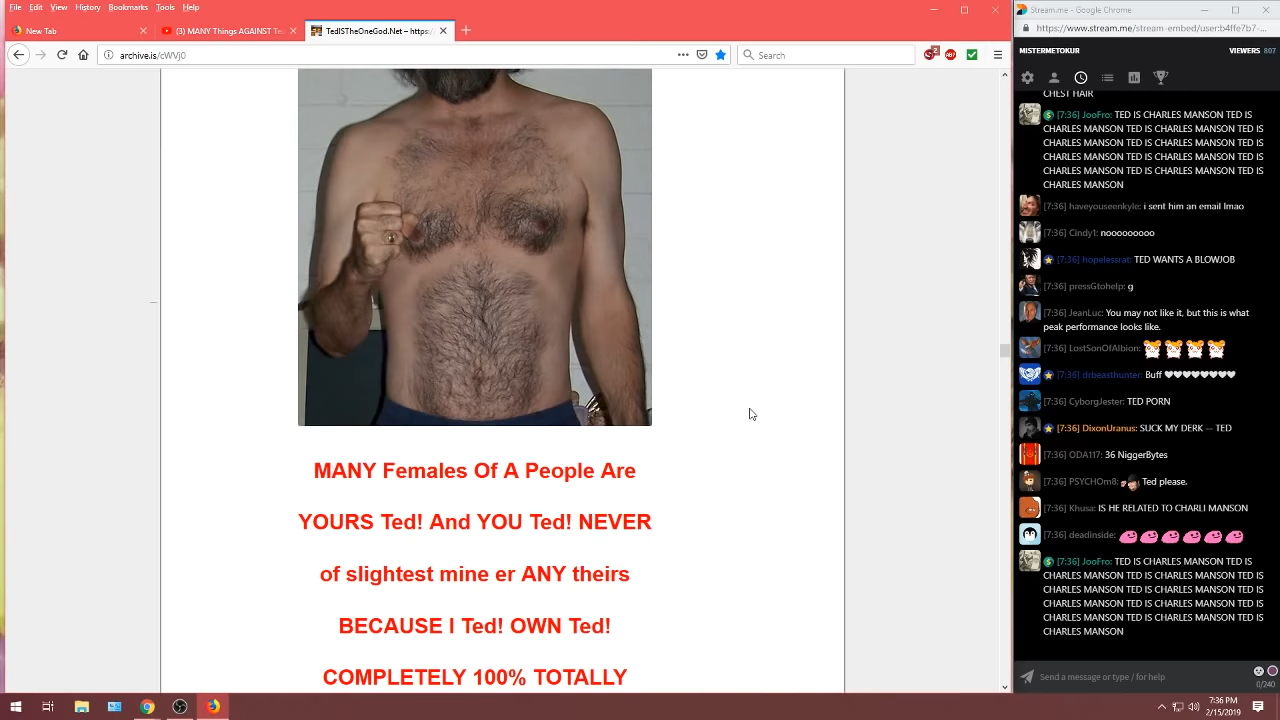 File Edit View History Bookmarks Tools Help
New Tab
(3) MANY Things AGAINST Te
TedISTheOneGod.Net – https:/
archive.is/cWVj0
Search
2
ABP
MANY Females Of A People Are
YOURS Ted! And YOU Ted! NEVER
of slightest mine er ANY theirs
BECAUSE I Ted! OWN Ted!
COMPLETELY 100% TOTALLY
Stream.me - Google Chrome
https://www.stream.me/stream-embed/user:b4ffe7b7-...
MISTERMETOKUR
VIEWERS 807
CHEST HAIR
[7:36] JooFro: TED IS CHARLES MANSON TED IS
CHARLES MANSON TED IS CHARLES MANSON TED IS
CHARLES MANSON TED IS CHARLES MANSON TED IS
CHARLES MANSON TED IS CHARLES MANSON TED IS
CHARLES MANSON TED IS CHARLES MANSON TED IS
CHARLES MANSON
[7:36] haveyouseenkyle: i sent him an email lmao
[7:36] Cindy1: nooooooooo
[7:36] hopelessrat: TED WANTS A BLOWJOB
[7:36] pressGtohelp: g
[7:36] JeanLuc: You may not like it, but this is what
peak performance looks like.
[7:36] LostSonOfAlbion:
[7:36] drbeasthunter: Buff
[7:36] CyborgJester: TED PORN
[7:36] DixonUranus: SUCK MY DERK -- TED
[7:36] ODA117: 36 NiggerBytes
[7:36] PSYCHOm8: Ted please.
[7:36] Khusa: IS HE RELATED TO CHARLI MANSON
[7:36] deadinside:
[7:36] JooFro: TED IS CHARLES MANSON TED IS
CHARLES MANSON TED IS CHARLES MANSON TED IS
CHARLES MANSON TED IS CHARLES MANSON TED IS
CHARLES MANSON TED IS CHARLES MANSON TED IS
CHARLES MANSON TED IS CHARLES MANSON TED IS
CHARLES MANSON
Send a message or type / for help
0/240
7:36 PM
2/15/2019